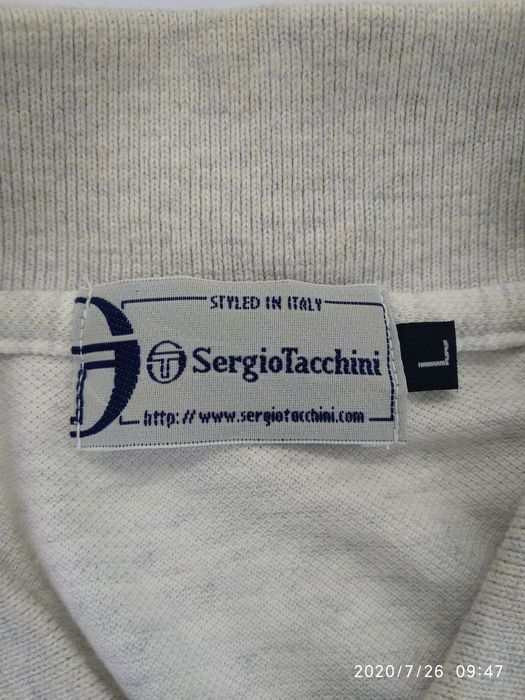 STYLED IN ITALY
SergioTacchini
http://www.sergiotacchini.com
L
2020/7/26 09:47